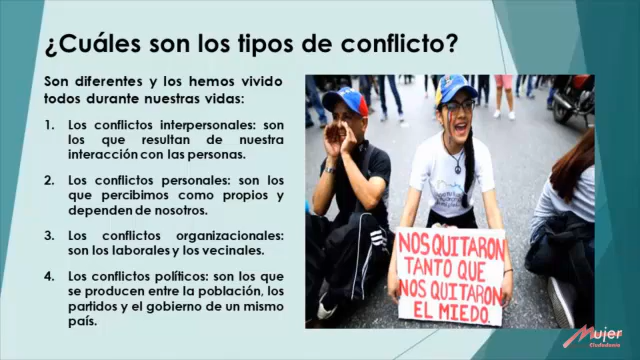 ¿Cuáles son los tipos de conflicto?
Son diferentes y los hemos vivido
todos durante nuestras vidas:
1. Los conflictos interpersonales: son
los que resultan de nuestra
interacción con las personas.
2. Los conflictos personales: son los
que percibimos como propios y
dependen de nosotros.
3. Los conflictos organizacionales:
son los laborales y los vecinales.
4. Los conflictos políticos: son los que
se producen entre la población, los
partidos y el gobierno de un mismo
país.
NOS QUITARON
TANTO QUE
NOS QUITARON
EL MIEDO.
Mujer
Ciudadanía